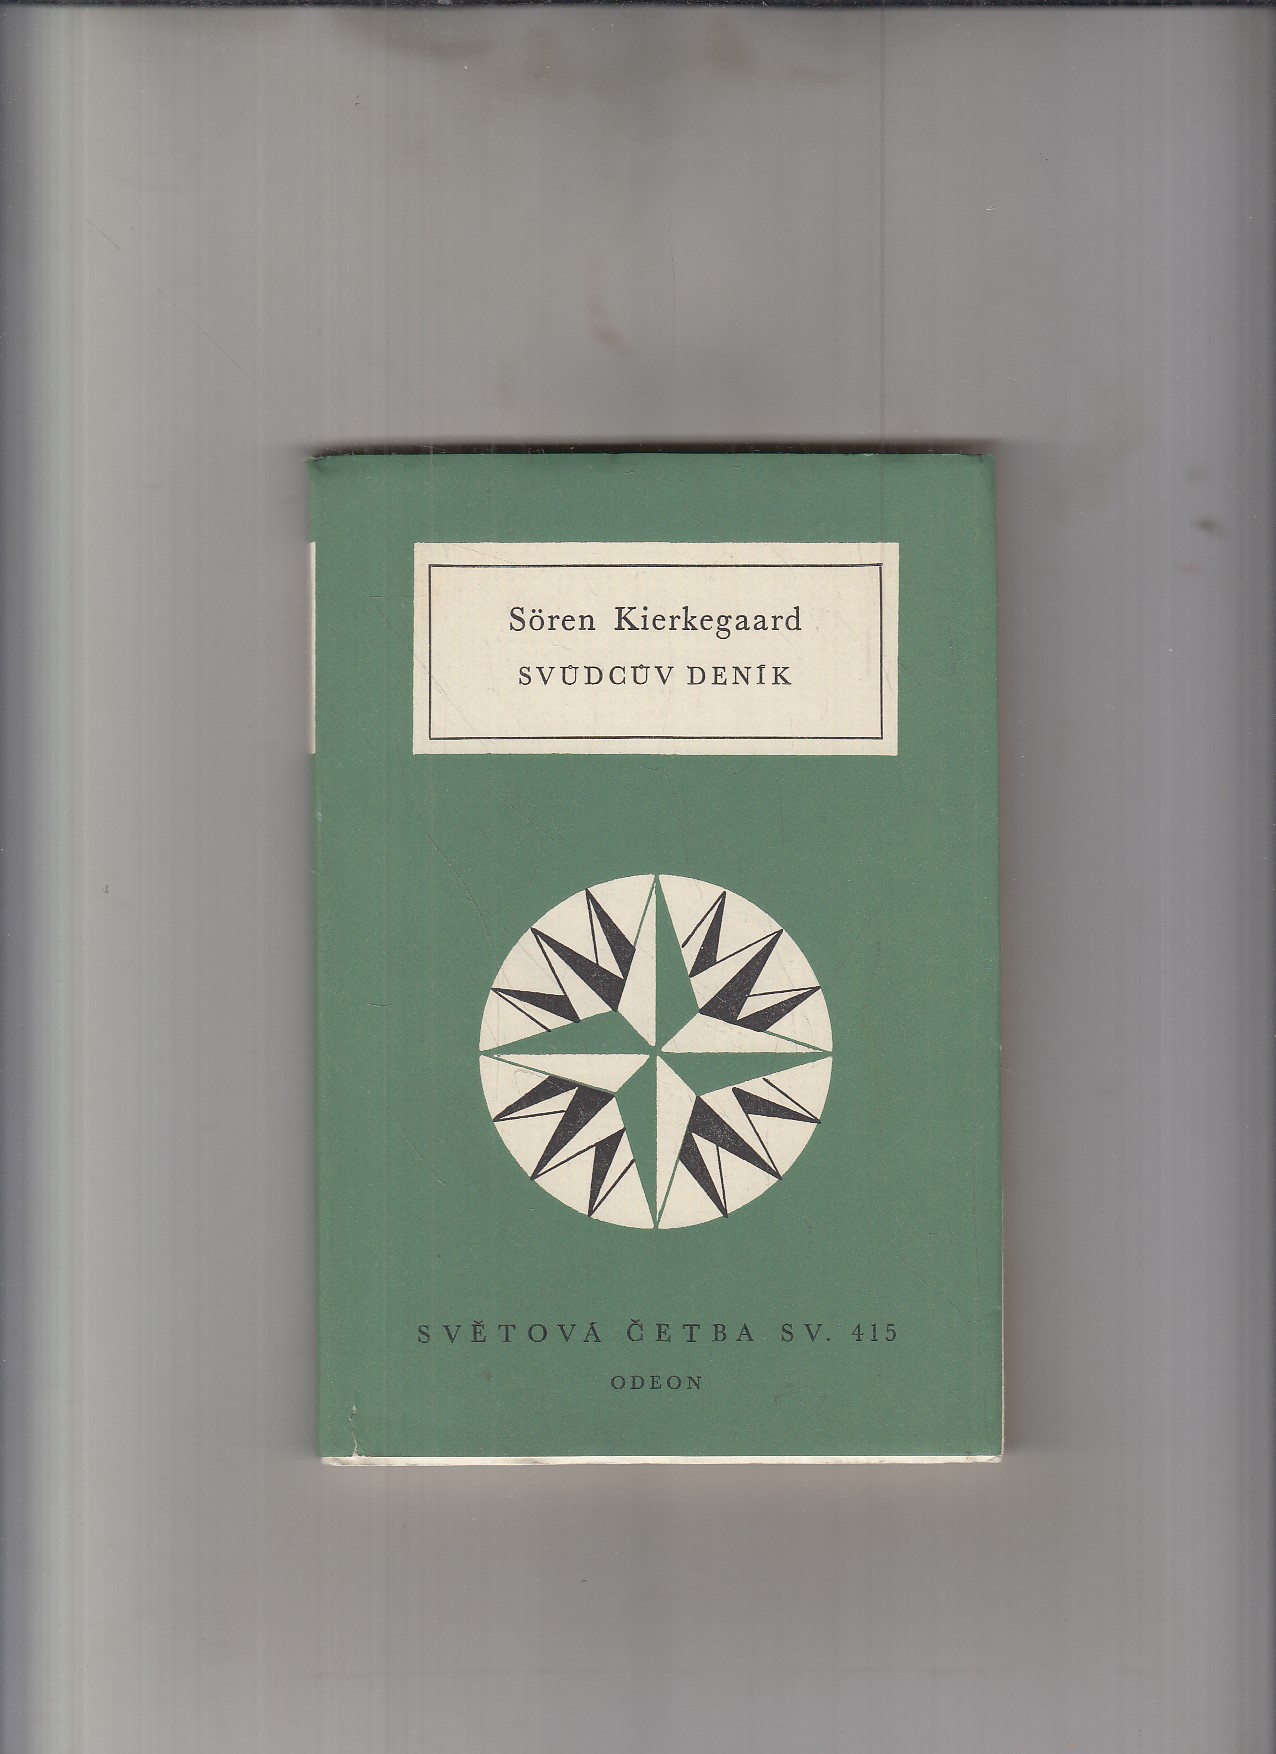 Sören Kierkegaard
SVŮDCŮV DENÍK
SVĚTOVÁ ČETBA SV. 415
ODEON